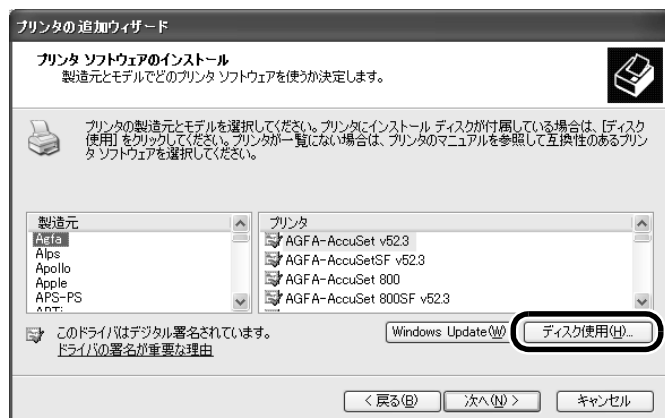 プリンタの追加ウィザード
プリンタ ソフトウェアのインストール
製造元とモデルでどのプリンタ ソフトウェアを使うか決定します。
プリンタの製造元とモデルを選択してください。プリンタにインストール ディスクが付属している場合は、[ディスク
使用] をクリックしてください。プリンタが一覧にない場合は、プリンタのマニュアルを参照して互換性のあるプリン
タ ソフトウェアを選択してください。
製造元
Agfa
Alps
Apollo
Apple
APS-PS
プリンタ
AGFA-AccuSet v52.3
AGFA-AccuSetSF v52.3
AGFA-AccuSet 800
AGFA-AccuSet 800SF v52.3
このドライバはデジタル署名されています。
ドライバの署名が重要な理由
Windows Update(W)
ディスク使用(H)...
< 戻る(B)
次へ(N) >
キャンセル